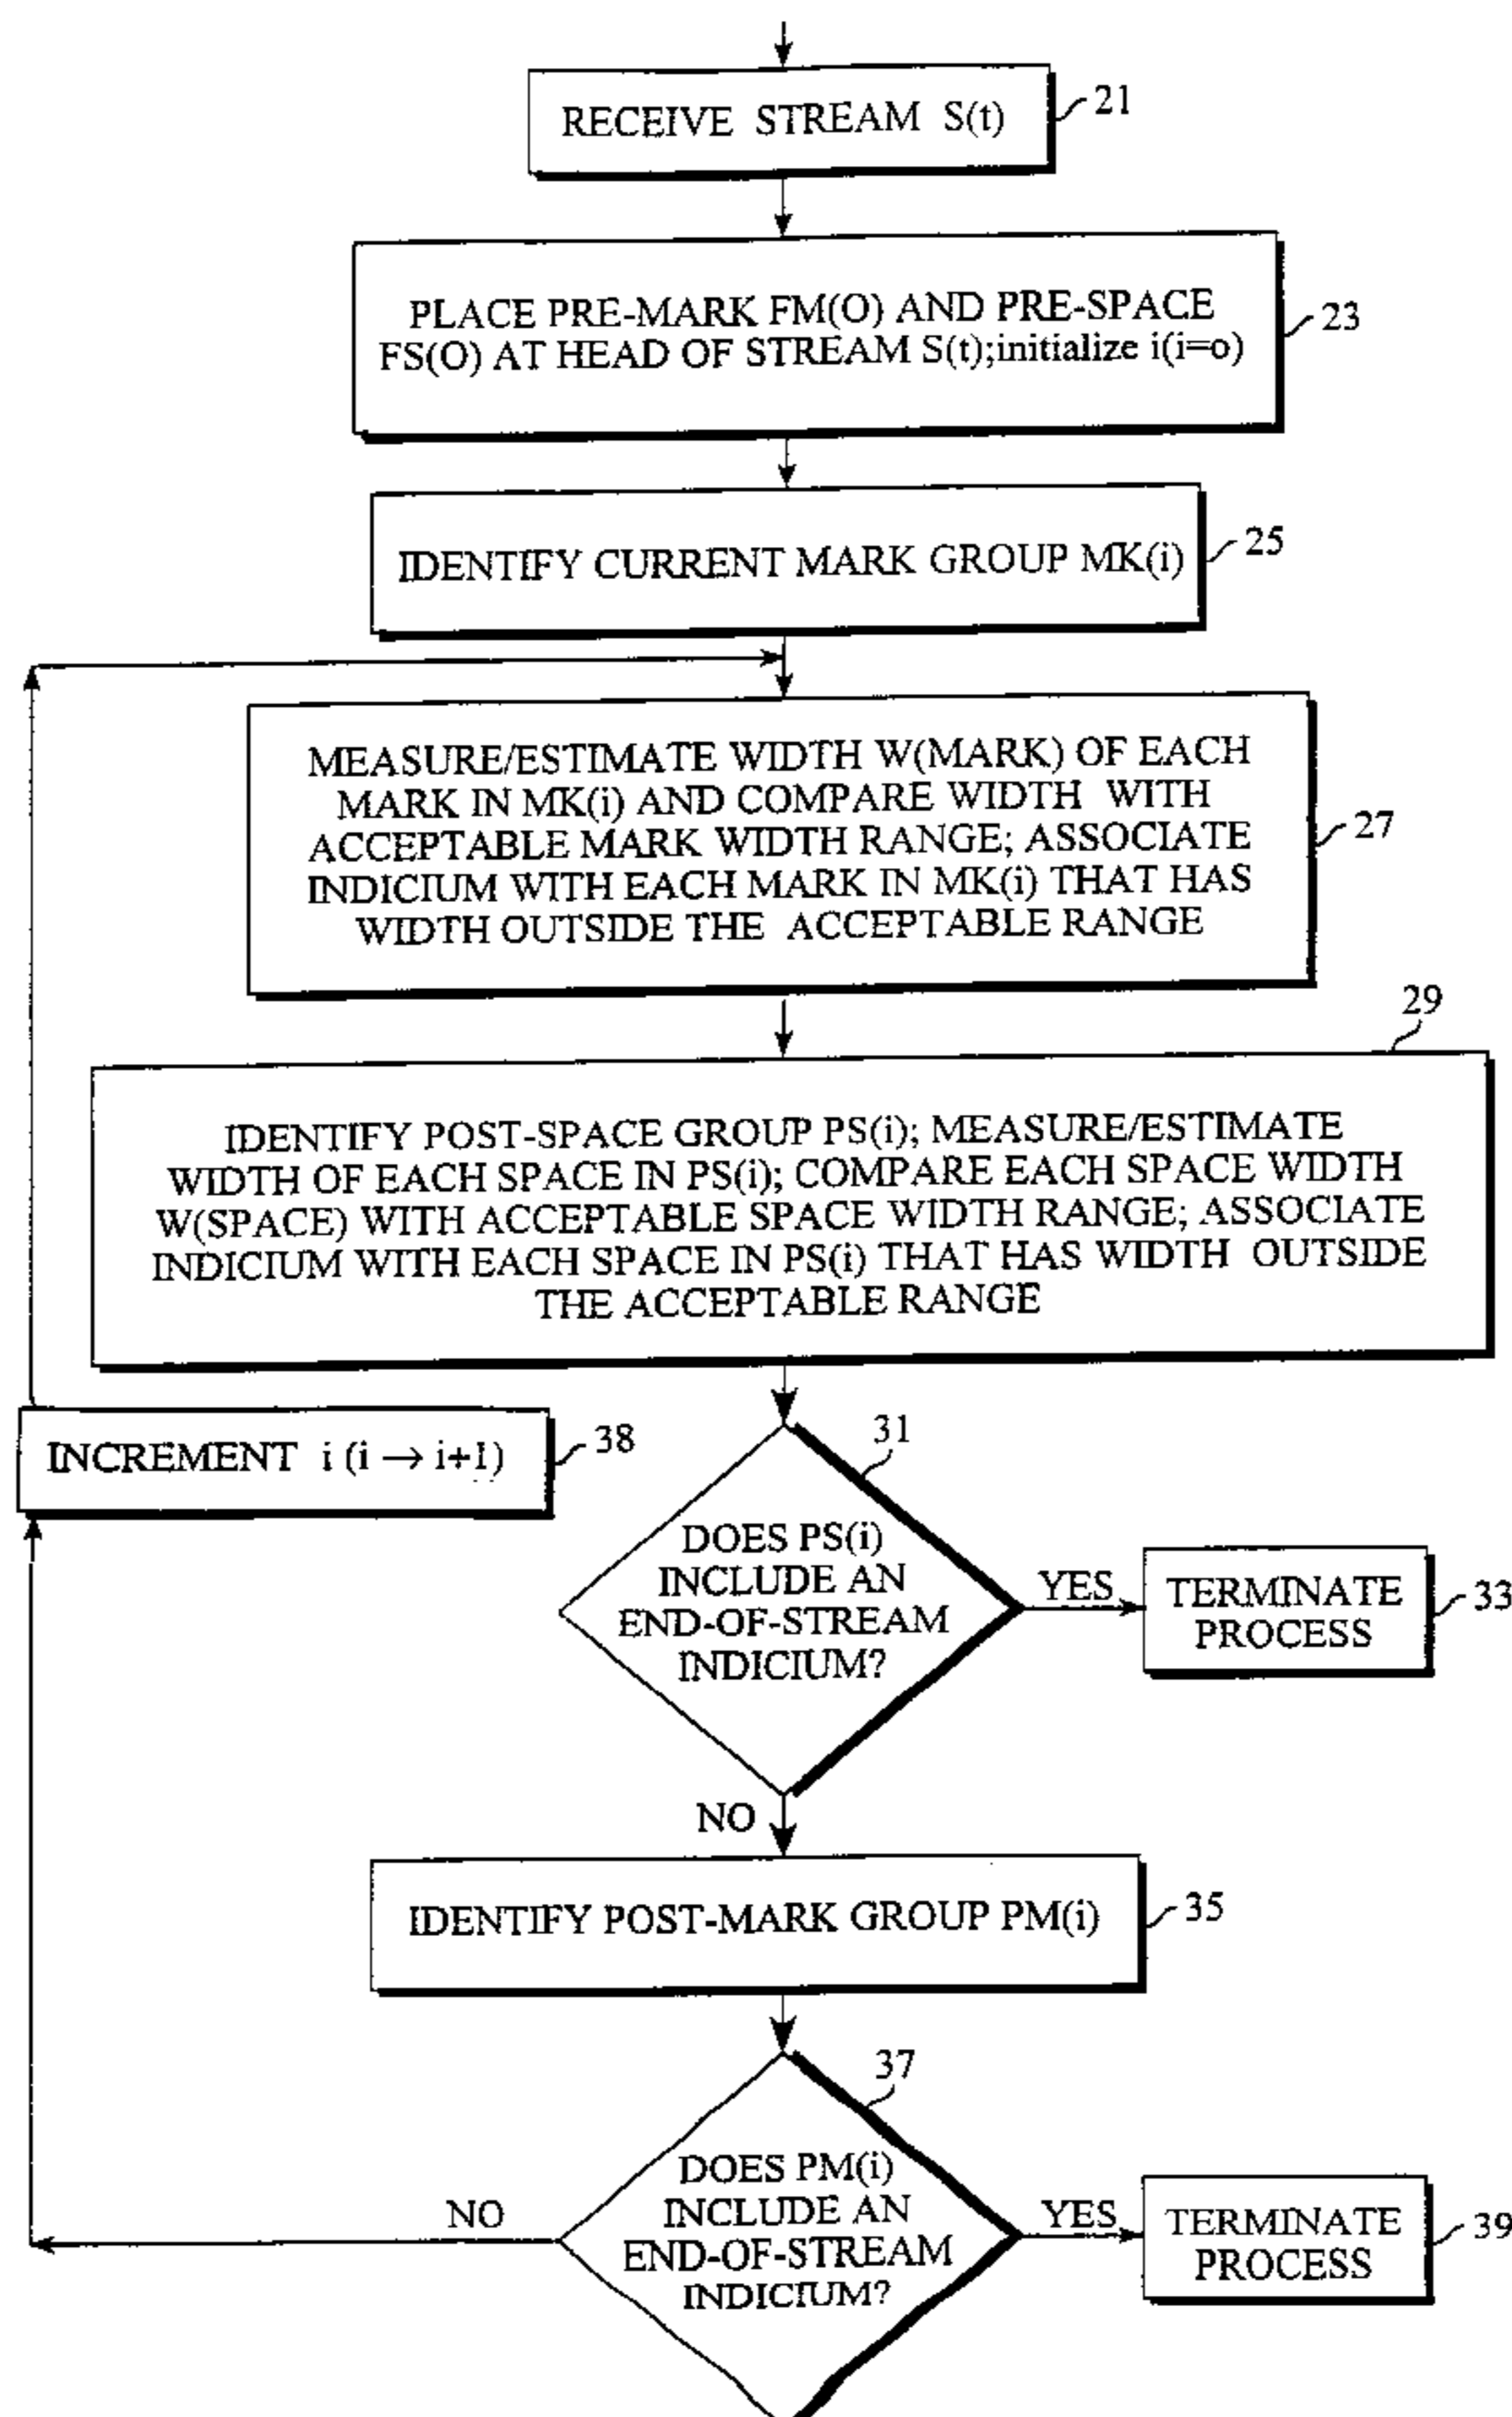 RECEIVE STREAM S(t)
21
PLACE PRE-MARK FM(O) AND PRE-SPACE
FS(O) AT HEAD OF STREAM S(t);initialize i(i=o)
23
IDENTIFY CURRENT MARK GROUP MK(i)
25
MEASURE/ESTIMATE WIDTH W(MARK) OF EACH
MARK IN MK(i) AND COMPARE WIDTH WITH
ACCEPTABLE MARK WIDTH RANGE; ASSOCIATE
INDICIUM WITH EACH MARK IN MK(i) THAT HAS
WIDTH OUTSIDE THE ACCEPTABLE RANGE
27
29
IDENTIFY POST-SPACE GROUP PS(i); MEASURE/ESTIMATE
WIDTH OF EACH SPACE IN PS(i); COMPARE EACH SPACE WIDTH
W(SPACE) WITH ACCEPTABLE SPACE WIDTH RANGE; ASSOCIATE
INDICIUM WITH EACH SPACE IN PS(i) THAT HAS WIDTH OUTSIDE
THE ACCEPTABLE RANGE
INCREMENT i (i → i+1)
38
31
DOES PS(i)
INCLUDE AN
END-OF-STREAM
INDICIUM?
YES
TERMINATE
PROCESS
33
NO
IDENTIFY POST-MARK GROUP PM(i)
35
37
DOES PM(i)
INCLUDE AN
END-OF-STREAM
INDICIUM?
NO
YES
TERMINATE
PROCESS
39